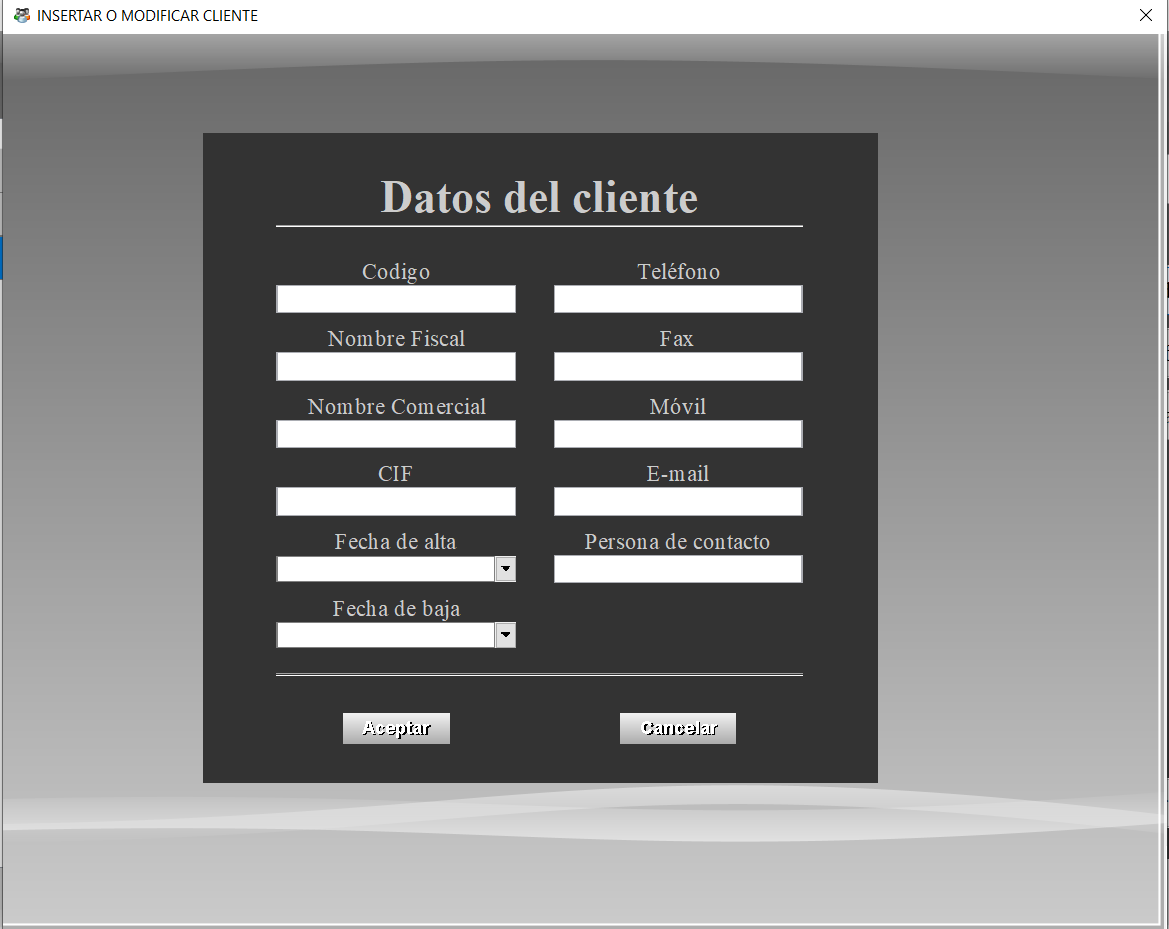 INSERTAR O MODIFICAR CLIENTE
Datos del cliente
Codigo
Teléfono
Nombre Fiscal
Fax
Nombre Comercial
Móvil
CIF
E-mail
Fecha de alta
Persona de contacto
Fecha de baja
Aceptar
Cancelar